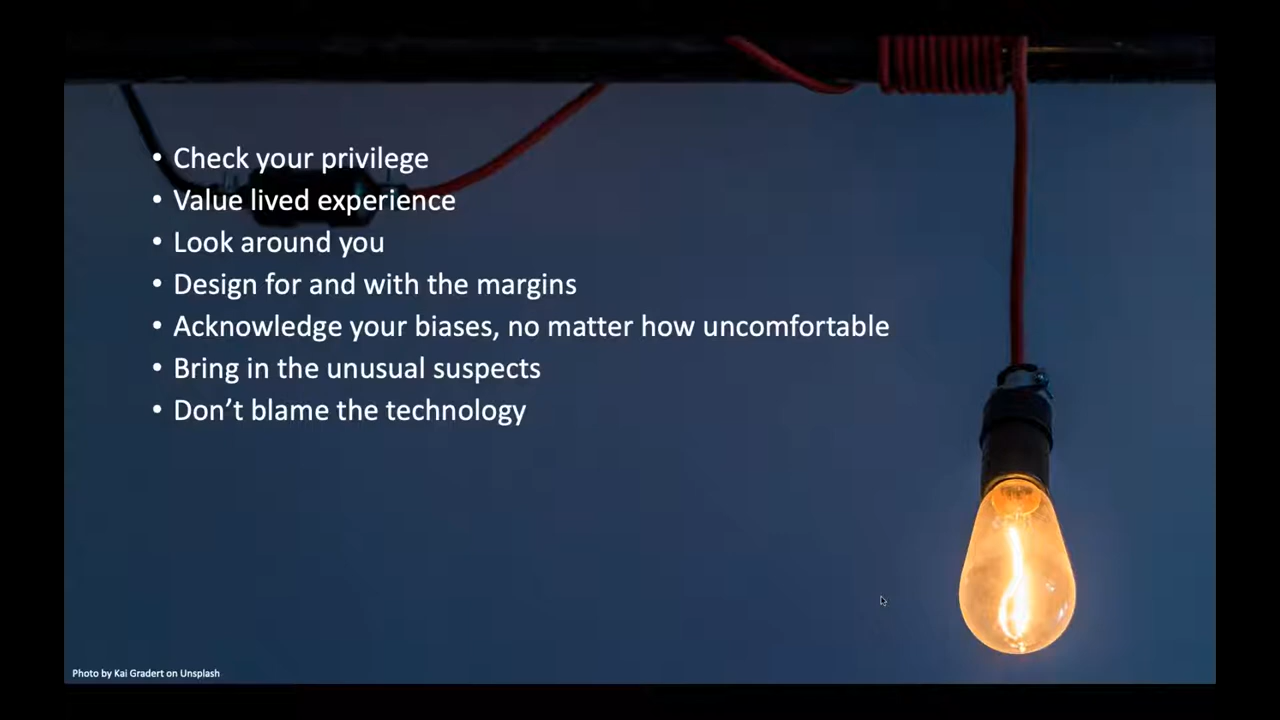 • Check your privilege
• Value lived experience
• Look around you
• Design for and with the margins
• Acknowledge your biases, no matter how uncomfortable
• Bring in the unusual suspects
• Don’t blame the technology
Photo by Kai Gradert on Unsplash